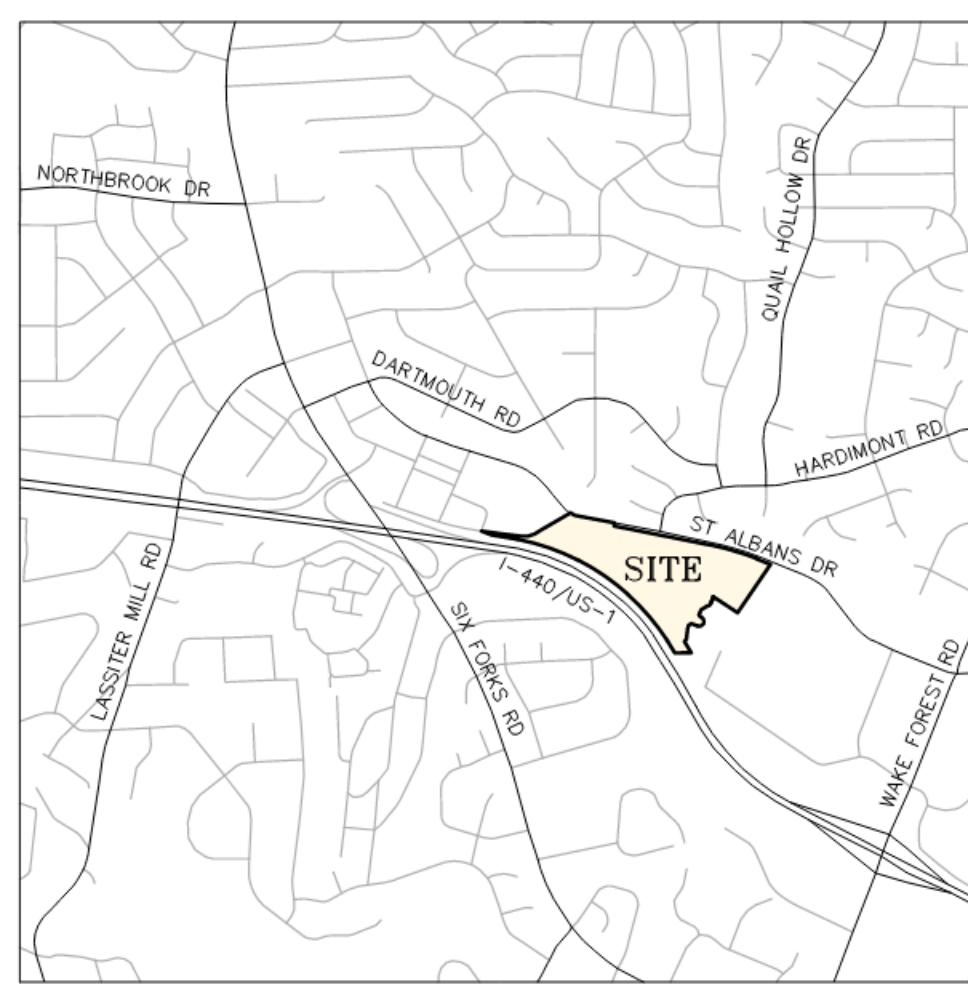 NORTHBROOK DR
QUAIL HOLLOW DR
DARTMOUTH RD
HARDIMONT RD
ST ALBANS DR
SITE
I-440/US-1
LASSITER MILL RD
SIX FORKS RD
WAKE FOREST RD